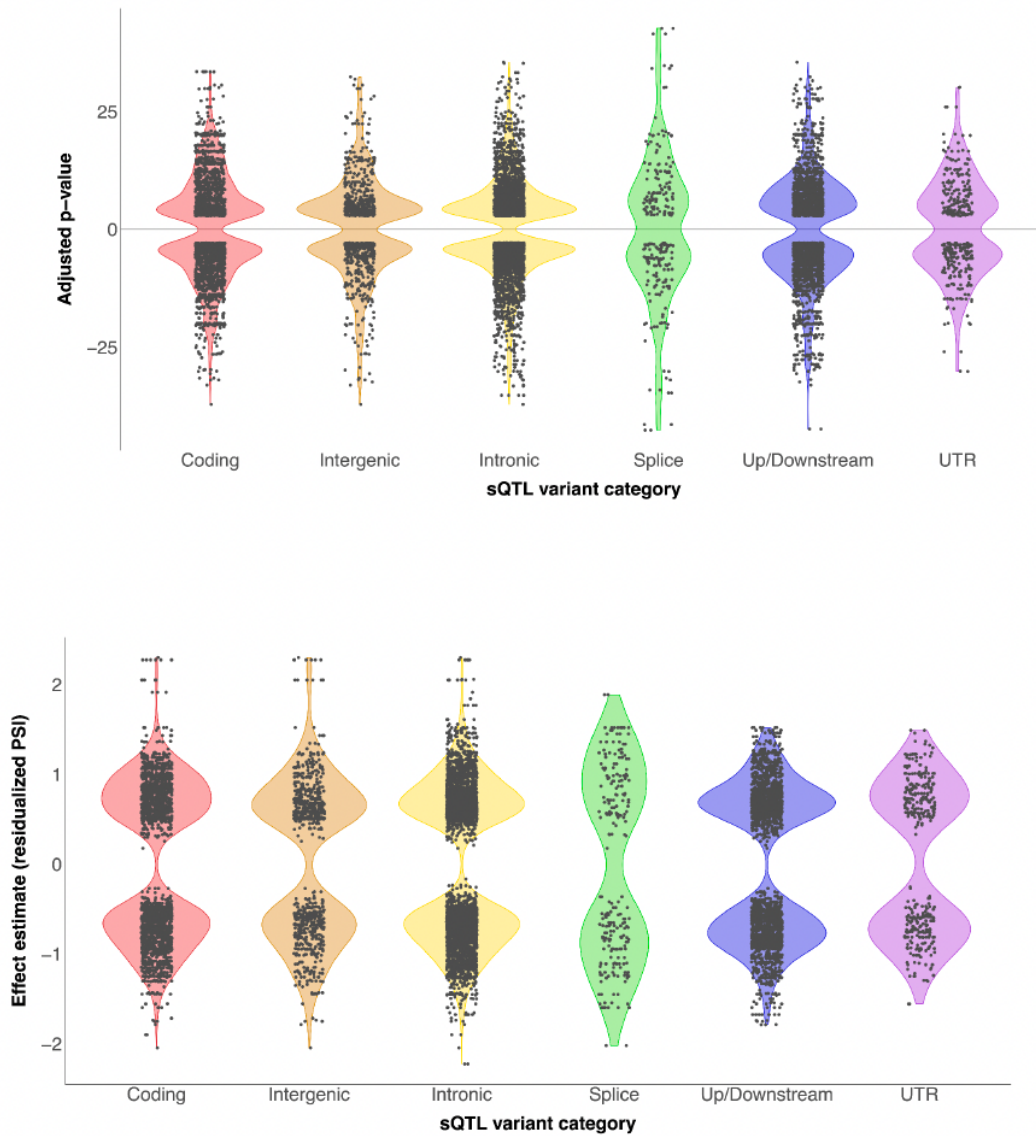 Adjusted p−value
25
0
−25
Coding Intergenic Intronic Splice Up/Downstream UTR
sQTL variant category
Effect estimate (residualized PSI)
2
1
0
−1
−2
Coding Intergenic Intronic Splice Up/Downstream UTR
sQTL variant category